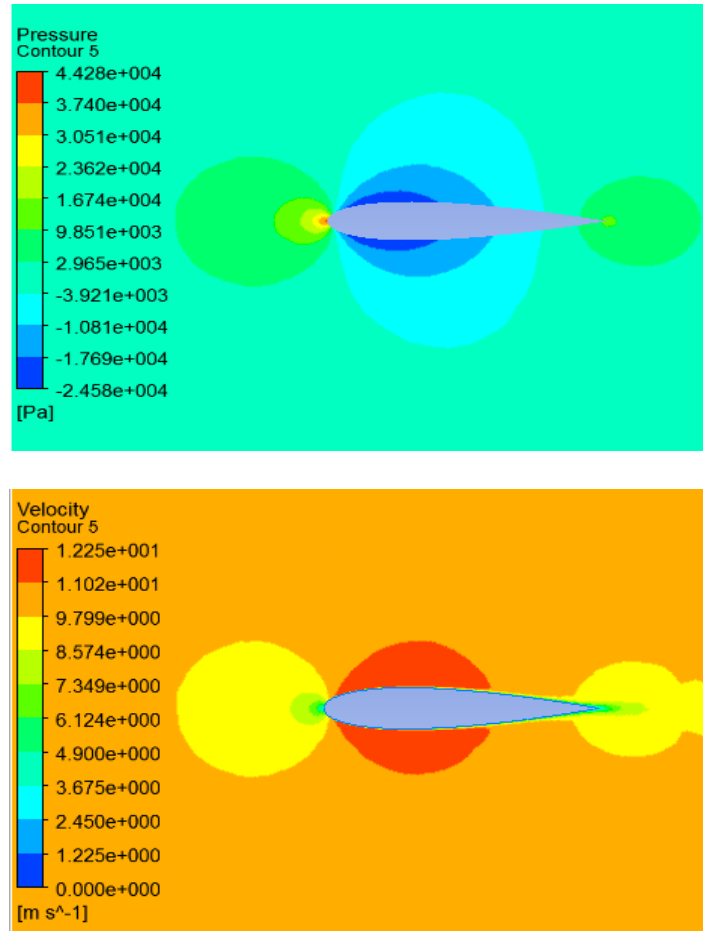 Pressure
Contour 5
4.428e+004
3.740e+004
3.051e+004
2.362e+004
1.674e+004
9.851e+003
2.965e+003
-3.921e+003
-1.081e+004
-1.769e+004
-2.458e+004
[Pa]
Velocity
Contour 5
1.225e+001
1.102e+001
9.799e+000
8.574e+000
7.349e+000
6.124e+000
4.900e+000
3.675e+000
2.450e+000
1.225e+000
0.000e+000
[m s^-1]